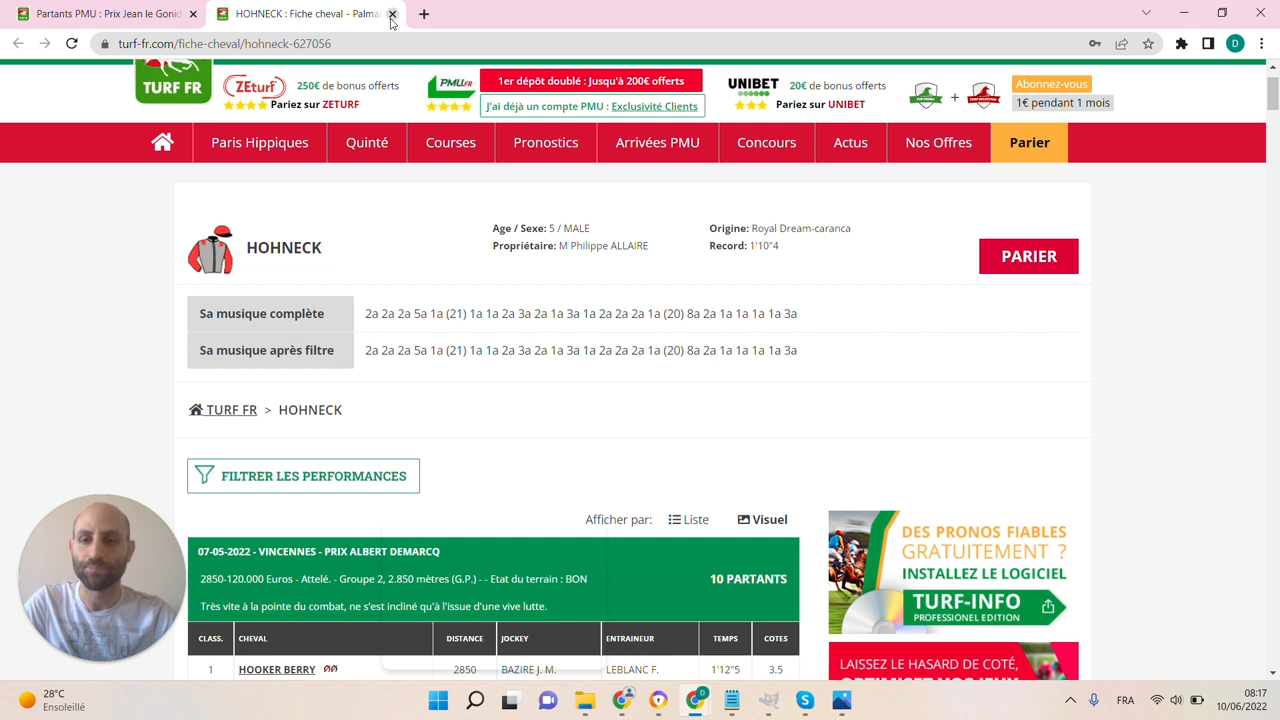 Partants PMU : Prix Jean le Gonid
HOHNECK : Fiche cheval - Palma
turf-fr.com/fiche-cheval/hohneck-627056
D
TURF FR
ZEturf
250€ de bonus offerts
Pariez sur ZETURF
PMU.FR
1er dépôt doublé : Jusqu'à 200€ offerts
J'ai déjà un compte PMU : Exclusivité Clients
UNIBET
20€ de bonus offerts
Pariez sur UNIBET
+
Abonnez-vous
1€ pendant 1 mois
Paris Hippiques
Quinté
Courses
Pronostics
Arrivées PMU
Concours
Actus
Nos Offres
Parier
HOHNECK
Age / Sexe: 5 / MALE
Propriétaire: M Philippe ALLAIRE
Origine: Royal Dream-caranca
Record: 1'10"4
PARIER
Sa musique complète
2a 2a 2a 5a 1a (21) 1a 1a 2a 3a 2a 1a 3a 1a 2a 2a 2a 1a (20) 8a 2a 1a 1a 1a 1a 3a
Sa musique après filtre
2a 2a 2a 5a 1a (21) 1a 1a 2a 3a 2a 1a 3a 1a 2a 2a 2a 1a (20) 8a 2a 1a 1a 1a 1a 3a
TURF FR > HOHNECK
FILTRER LES PERFORMANCES
Afficher par: Liste Visuel
07-05-2022 - VINCENNES - PRIX ALBERT DEMARCQ
2850-120.000 Euros - Attelé. - Groupe 2, 2.850 mètres (G.P.) - - Etat du terrain : BON
10 PARTANTS
Très vite à la pointe du combat, ne s'est incliné qu'à l'issue d'une vive lutte.
CLASS. CHEVAL DISTANCE JOCKEY ENTRAINEUR TEMPS COTES
1 HOOKER BERRY 2850 BAZIRE J. M. LEBLANC F. 1'12"5 3.5
DES PRONOS FIABLES
GRATUITEMENT ?
INSTALLEZ LE LOGICIEL
TURF-INFO
PROFESSIONEL EDITION
LAISSEZ LE HASARD DE COTÉ,
28°C
Ensoleillé
FRA
08:17
10/06/2022